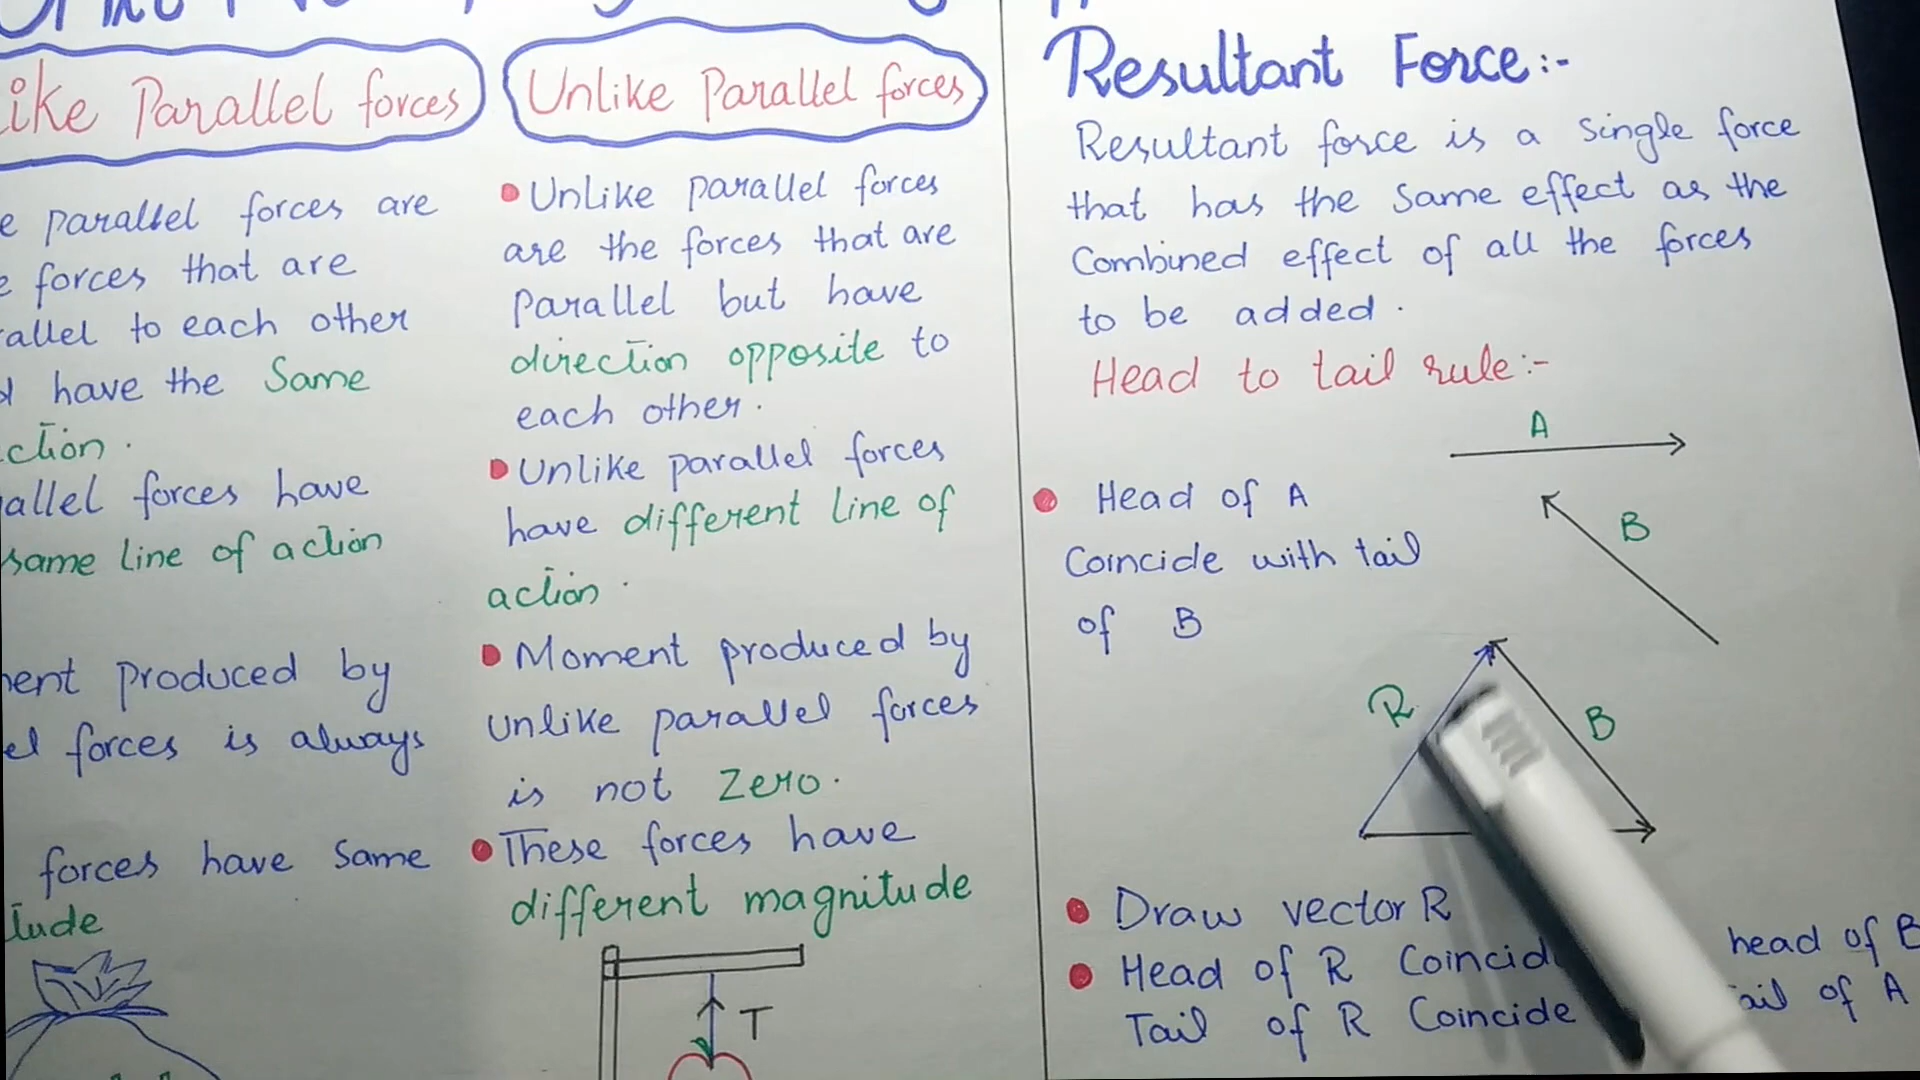 ike Parallel forces
e parallel forces are
e forces that are
rallel to each other
d have the Same
ction.
allel forces have
same line of action
ment produced by
el forces is always
forces have Same
tude
Unlike Parallel forces
Unlike parallel forces
are the forces that are
parallel but have
direction opposite to
each other.
Unlike parallel forces
have different line of
action.
Moment produced by
unlike parallel forces
is not Zero.
These forces have
different magnitude
T
Resultant Force:-
Resultant force is a Single force
that has the Same effect as the
Combined effect of all the forces
to be added.
Head to tail rule:-
A
Head of A
Coincide with tail
of B
B
R
B
Draw vector R
Head of R Coincid head of B
Tail of R Coincide ail of A